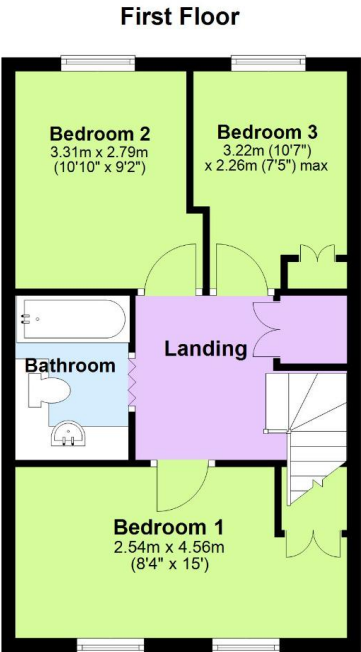 First Floor
Bedroom 2
3.31m x 2.79m
(10'10" x 9'2")
Bedroom 3
3.22m (10'7")
x 2.26m (7'5") max
Bathroom
Landing
Bedroom 1
2.54m x 4.56m
(8'4" x 15')